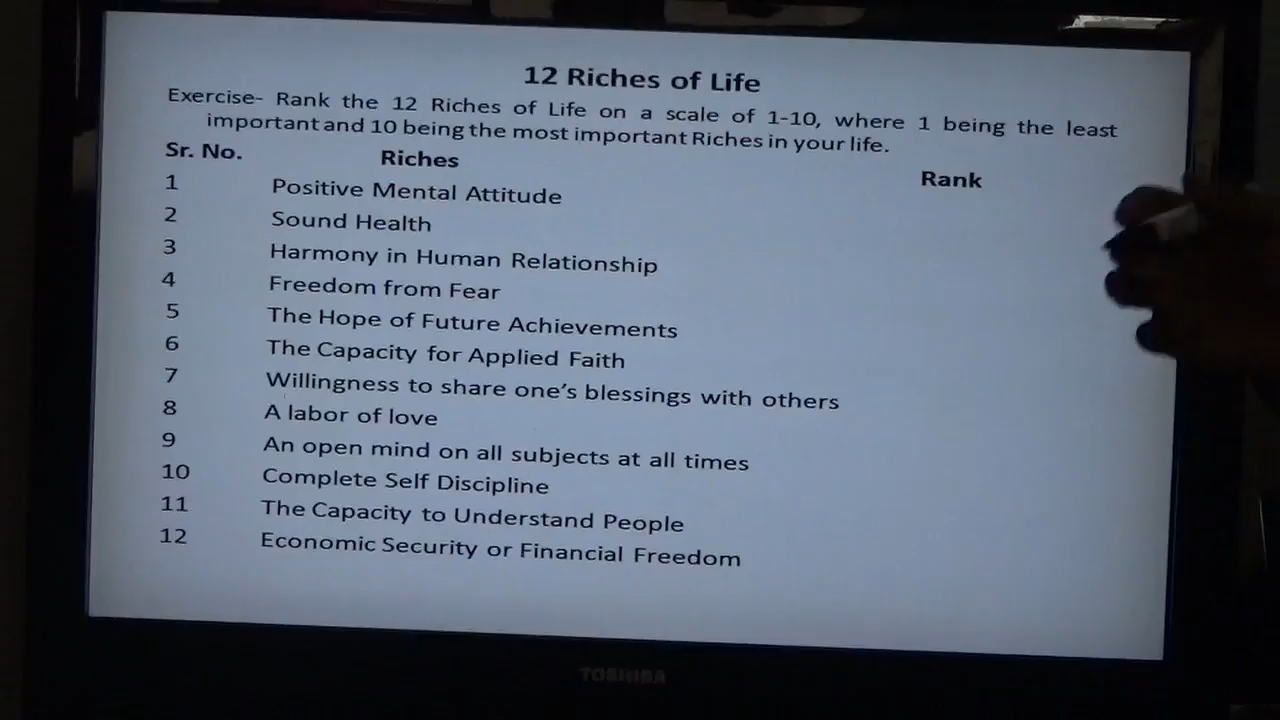 12 Riches of Life
Exercise- Rank the 12 Riches of Life on a scale of 1-10, where 1 being the least
important and 10 being the most important Riches in your life.
Sr. No. Riches Rank
1 Positive Mental Attitude
2 Sound Health
3 Harmony in Human Relationship
4 Freedom from Fear
5 The Hope of Future Achievements
6 The Capacity for Applied Faith
7 Willingness to share one's blessings with others
8 A labor of love
9 An open mind on all subjects at all times
10 Complete Self Discipline
11 The Capacity to Understand People
12 Economic Security or Financial Freedom
TOSHIBA